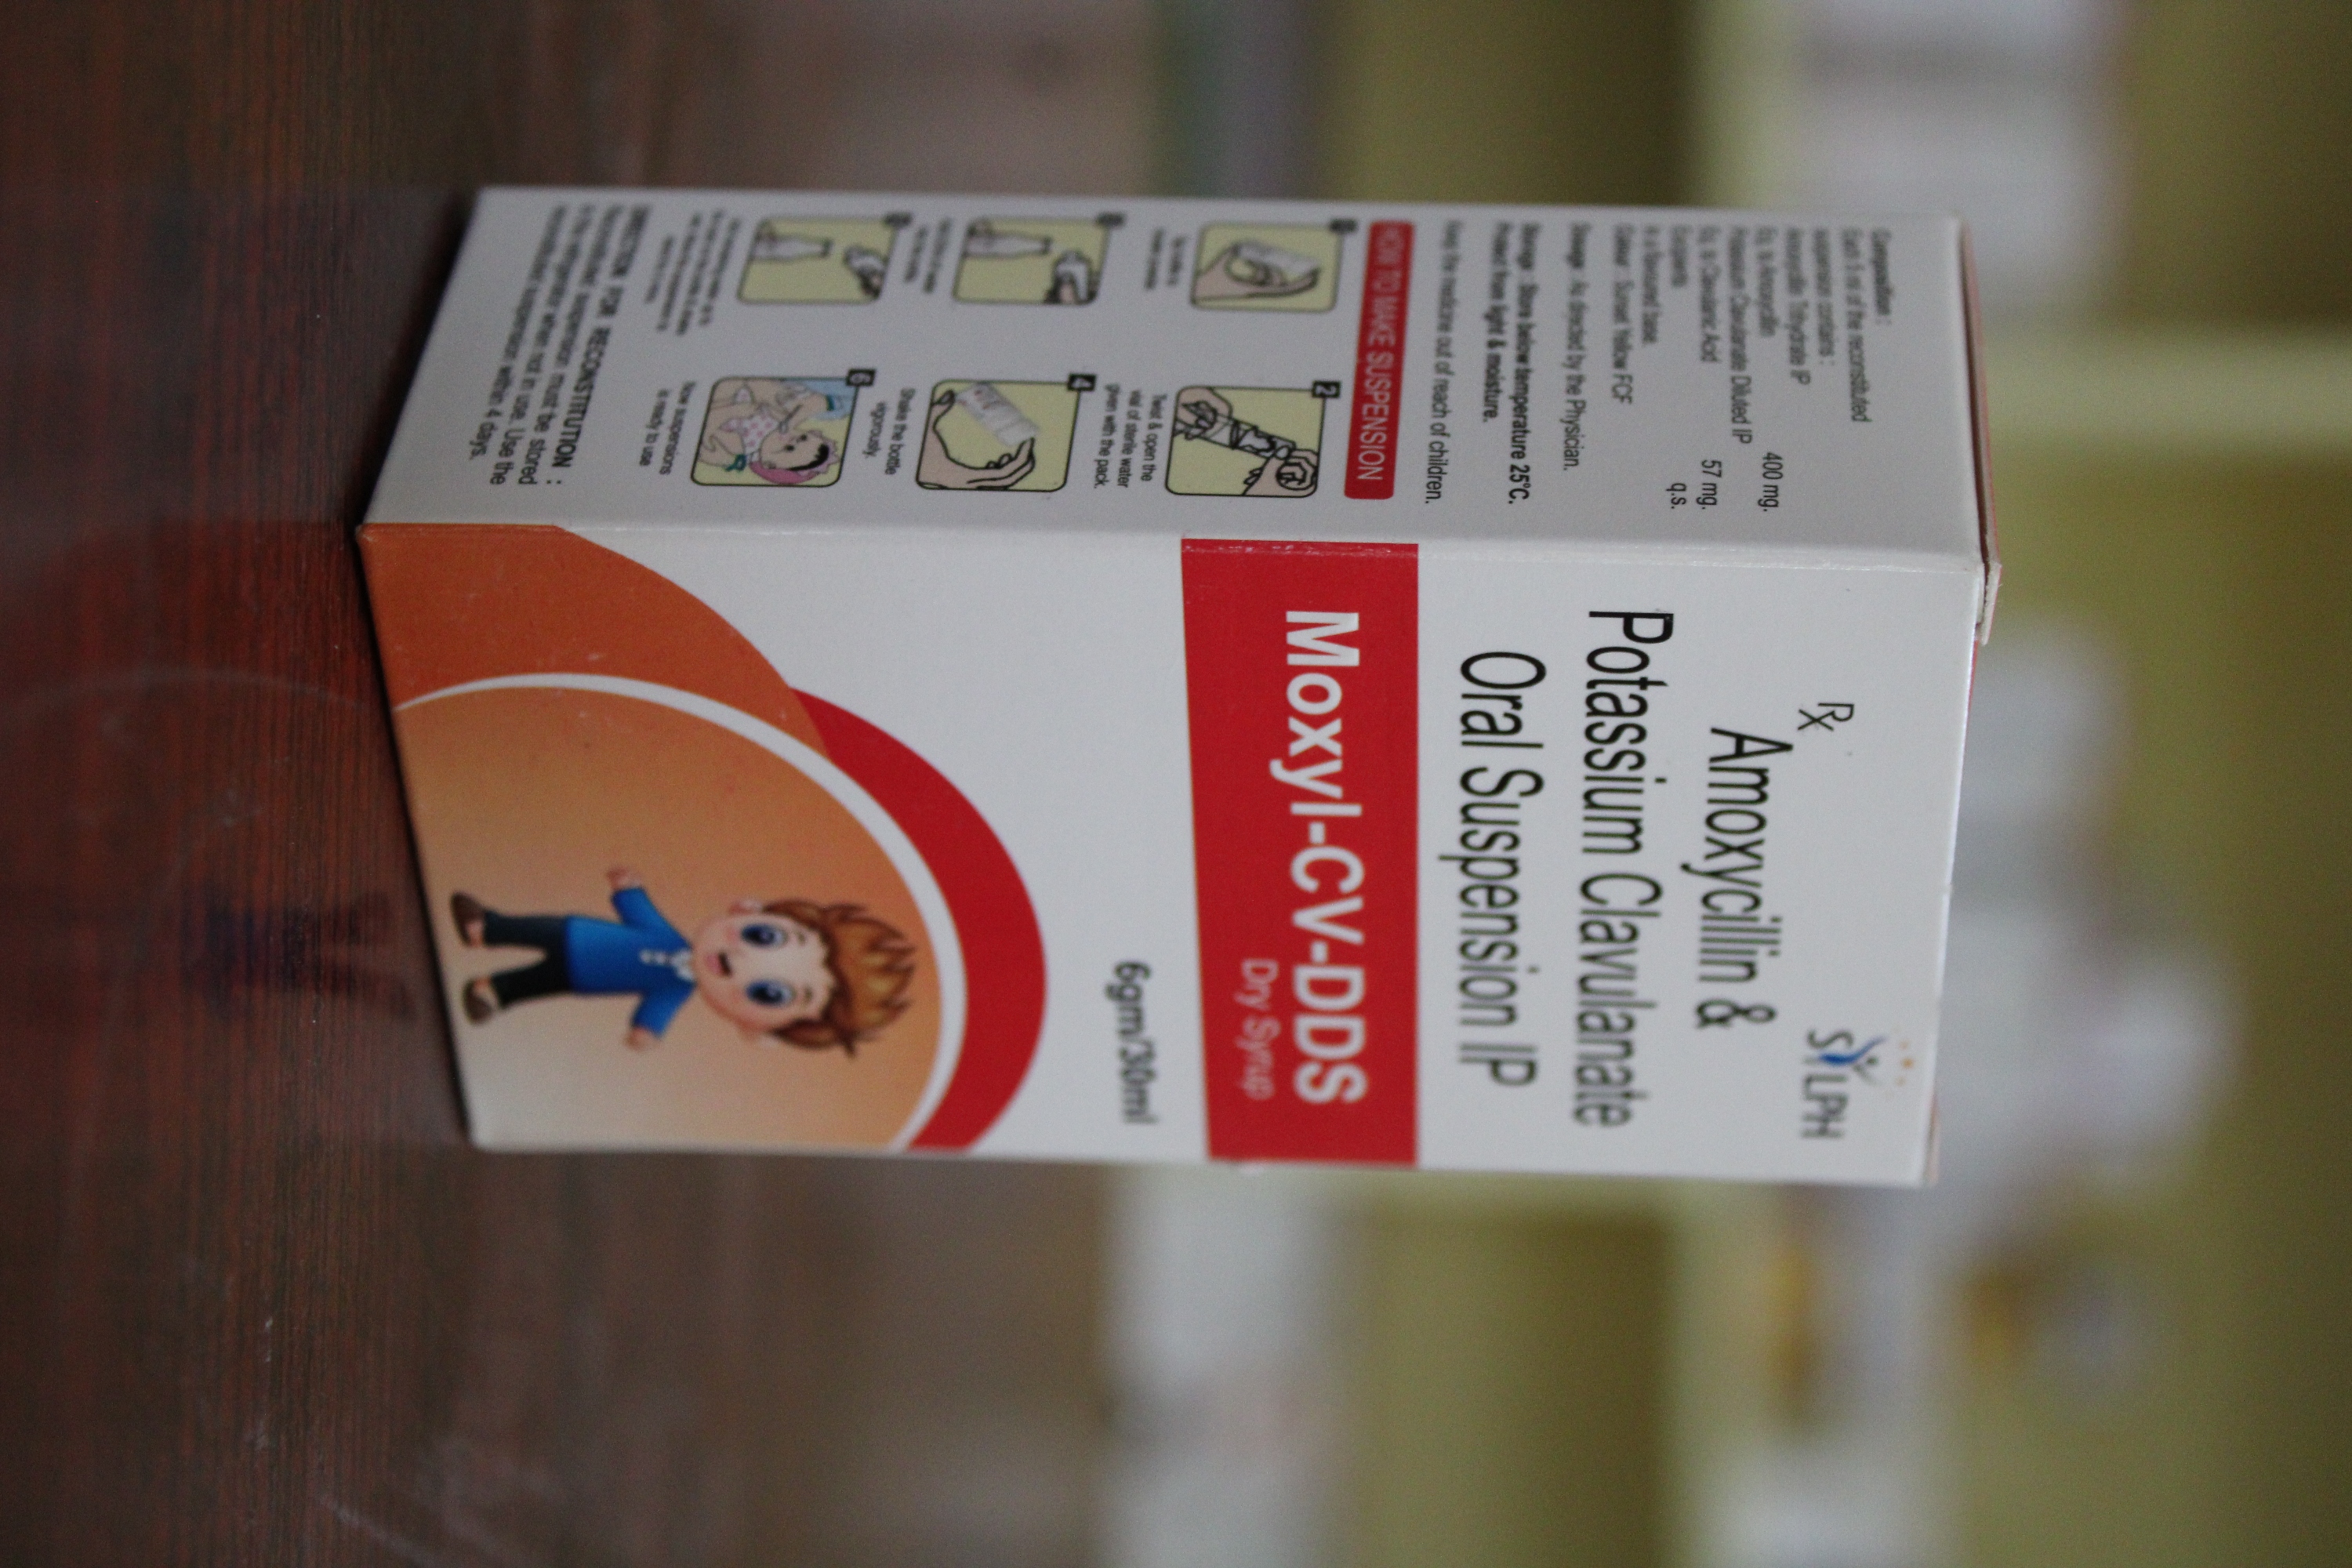 Rx
SYLPH
Amoxycillin &
Potassium Clavulanate
Oral Suspension IP
Moxyl-CV-DDS
Dry Syrup
6gm/30ml
Composition :
Each 5 ml of the reconstituted
suspension contains :
Amoxycillin Trihydrate IP
Eq. to Amoxycillin 400 mg.
Potassium Clavulanate Diluted IP
Eq. to Clavulanic Acid 57 mg.
Excipients q.s.
in a flavoured base.
Colour : Sunset Yellow FCF
Dosage : As directed by the Physician.
Storage : Store below temperature 25°C.
Protect from light & moisture.
Keep the medicine out of reach of children.
HOW TO MAKE SUSPENSION
2
Twist & open the
vial of sterile water
given with the pack.
4
Shake the bottle
vigorously.
6
Now suspensions
is ready to use
DIRECTION FOR RECONSTITUTION :
Reconstituted suspension must be stored
in the refrigerator when not in use. Use the
reconstituted suspension within 4 days.